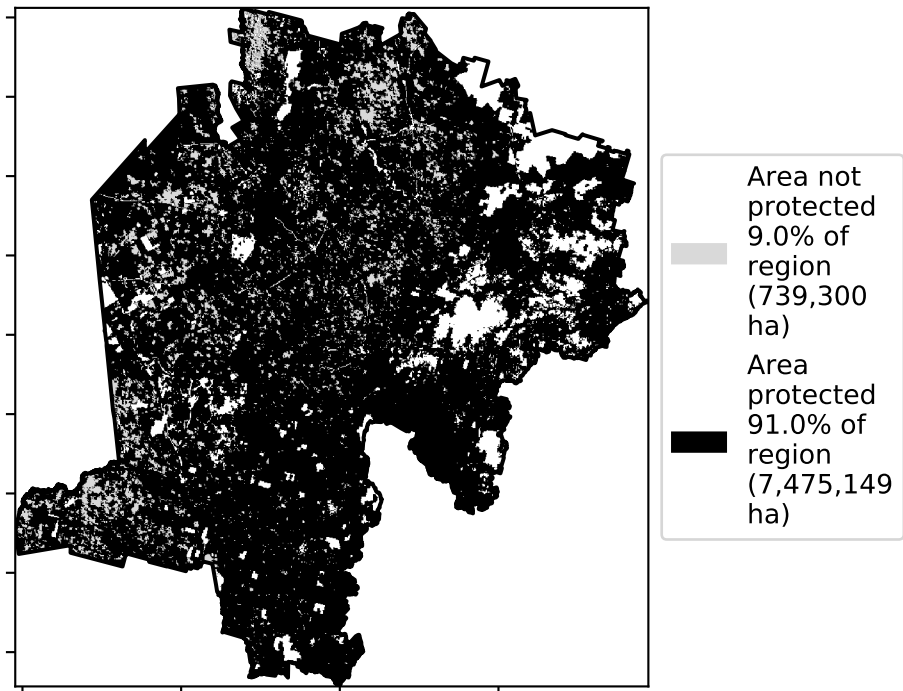 Area not
protected
9.0% of
region
(739,300
ha)
Area
protected
91.0% of
region
(7,475,149
ha)